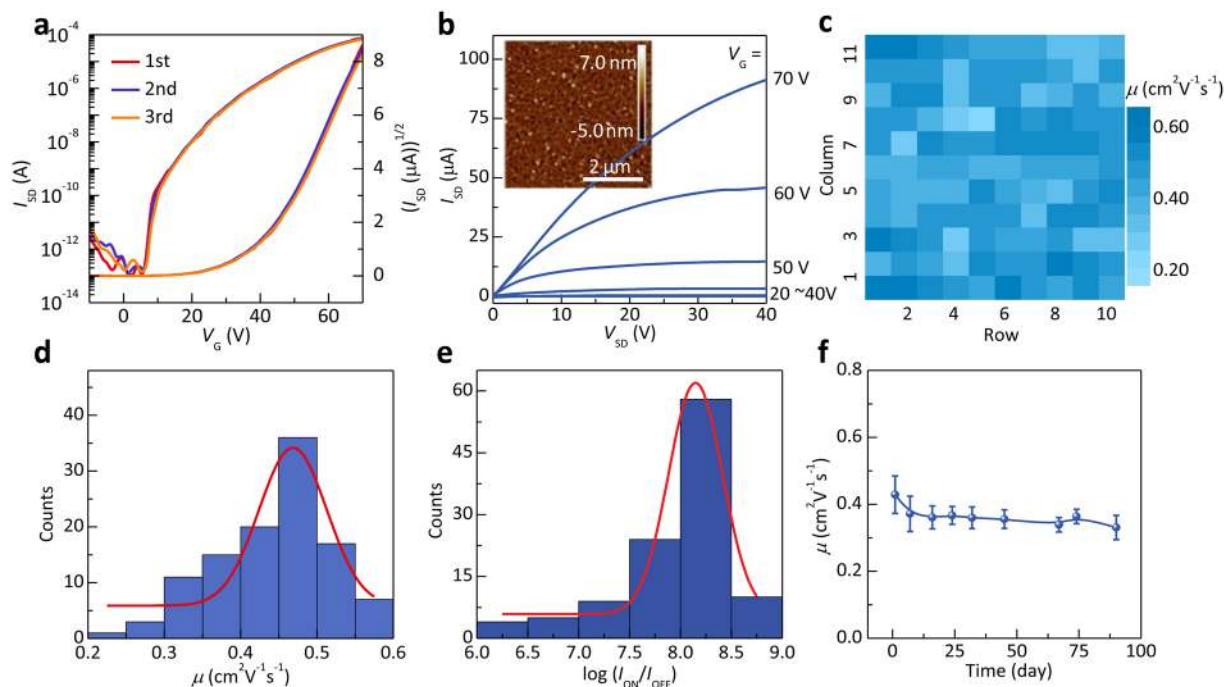 a
10⁻⁴
10⁻⁶
10⁻⁸
10⁻¹⁰
10⁻¹²
10⁻¹⁴
I_SD (A)
1st
2nd
3rd
8
6
4
2
0
(I_SD (μA))^1/2
0
20
40
60
V_G (V)
b
100
75
50
25
0
I_SD (μA)
7.0 nm
-5.0 nm
2 μm
V_G =
70 V
60 V
50 V
20 ~40V
0
10
20
30
40
V_SD (V)
c
11
9
7
5
3
1
Column
2
4
6
8
10
Row
μ (cm²V⁻¹s⁻¹)
0.60
0.40
0.20
d
40
30
20
10
0
Counts
0.2
0.3
0.4
0.5
0.6
μ (cm²V⁻¹s⁻¹)
e
60
45
30
15
0
Counts
6.0
6.5
7.0
7.5
8.0
8.5
9.0
log (I_ON/I_OFF)
f
0.8
0.6
0.4
0.2
0.0
μ (cm²V⁻¹s⁻¹)
0
25
50
75
100
Time (day)